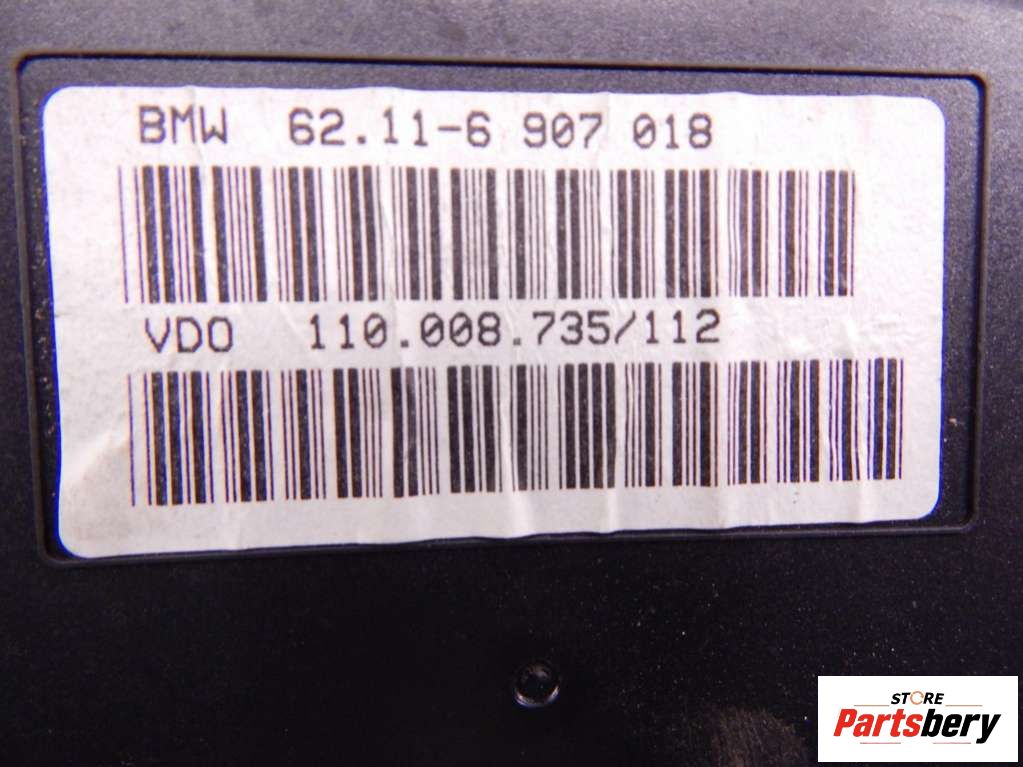 BMW 62.11-6 907 018
VDO 110.008.735/112
STORE
Partsbery